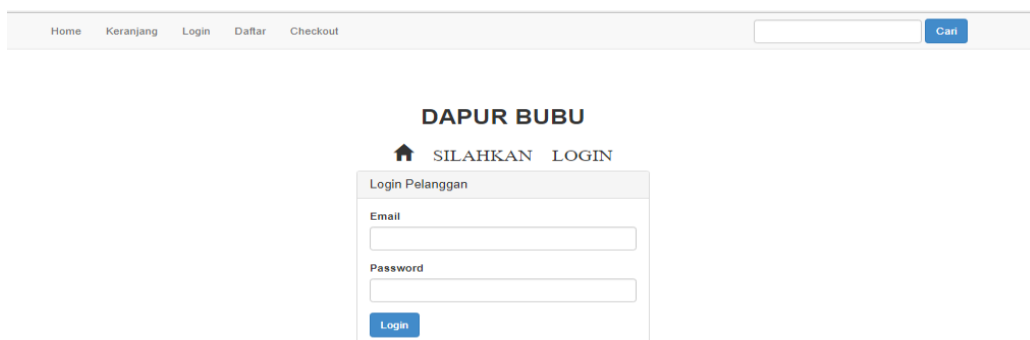 Home Keranjang Login Daftar Checkout Cari
DAPUR BUBU
SILAHKAN LOGIN
Login Pelanggan
Email
Password
Login